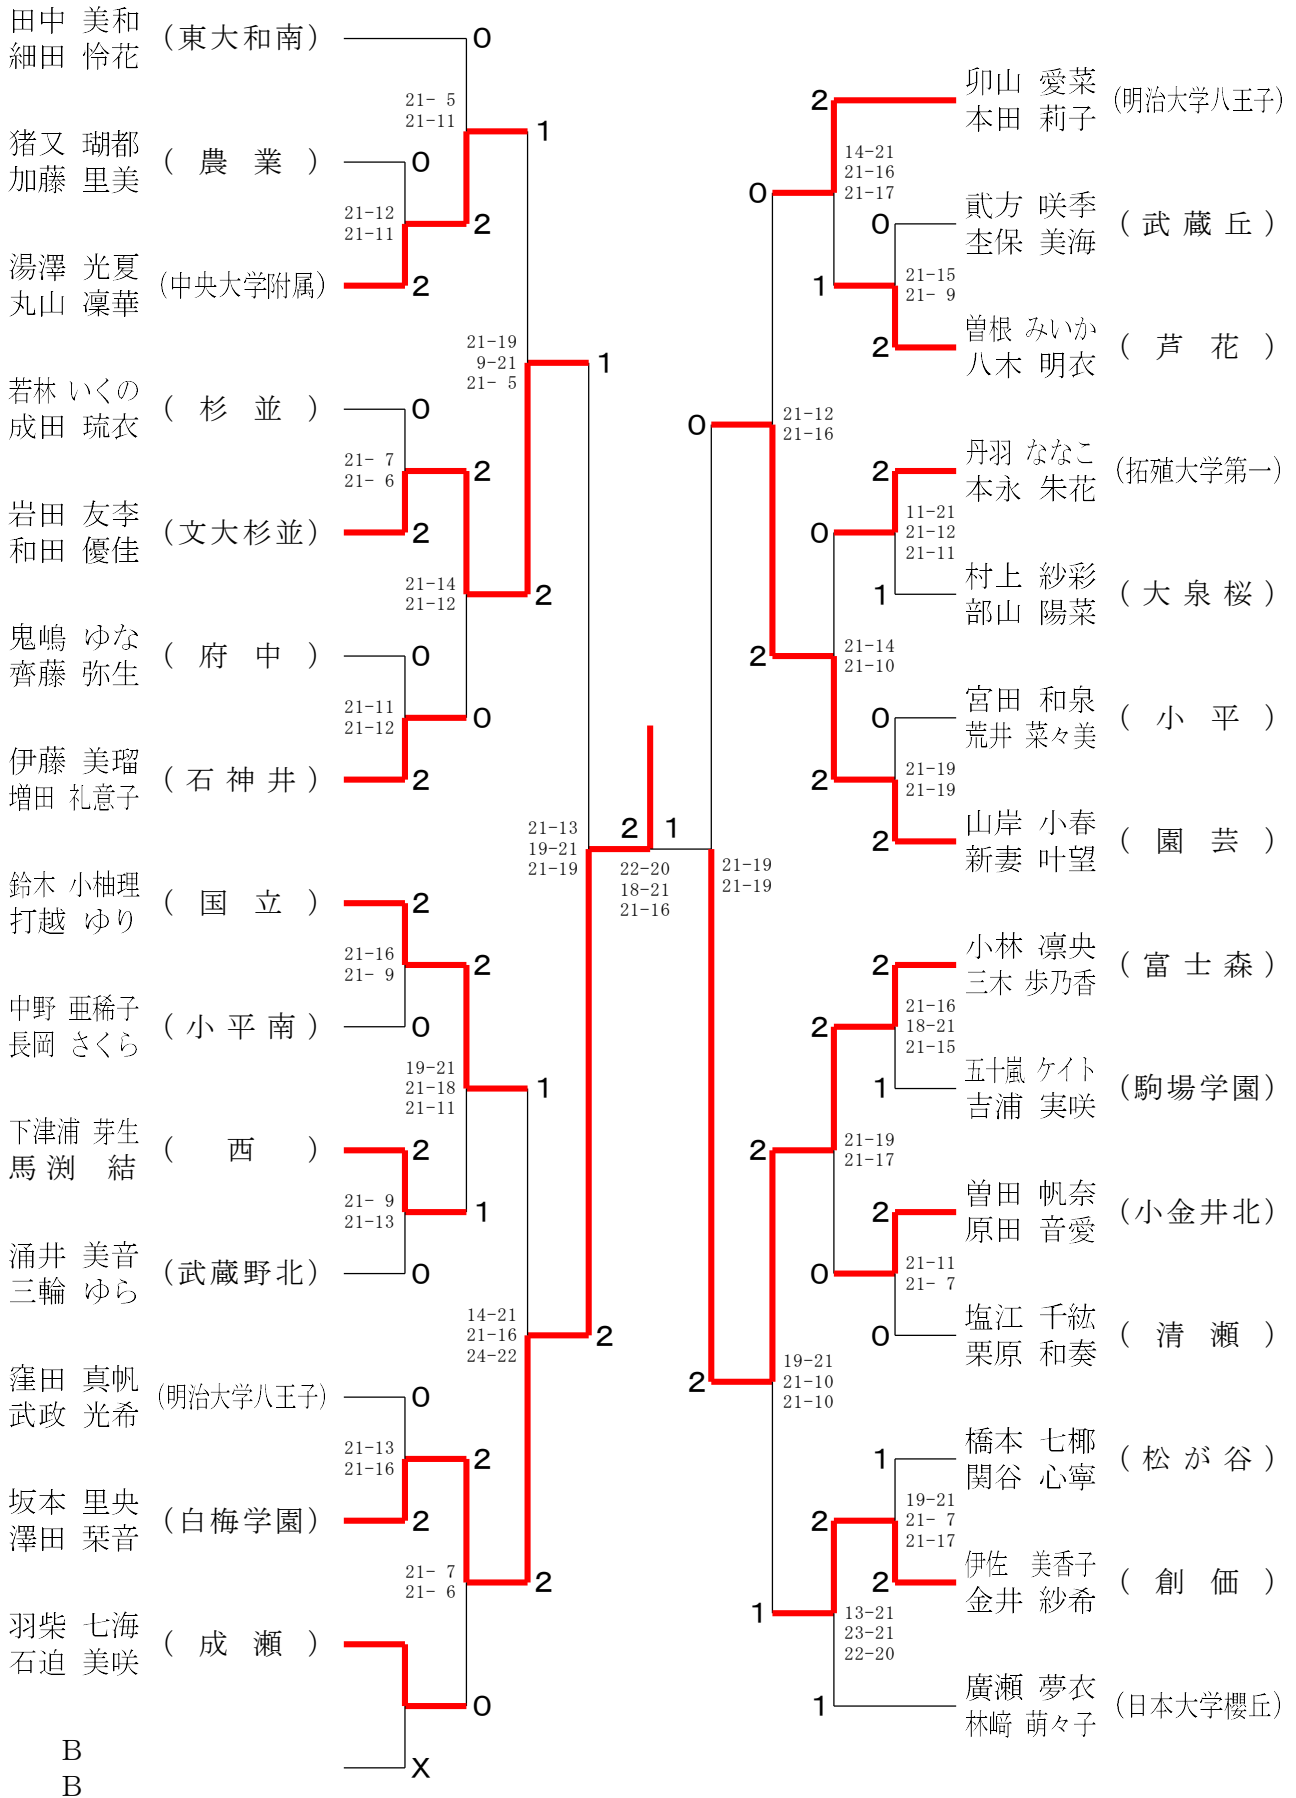 田中 美和
細田 怜花
(東大和南)
0
21- 5
21-11
1
猪又 瑚都
加藤 里美
( 農 業 )
0
21-12
21-11
2
湯澤 光夏
丸山 凜華
(中央大学附属)
2
21-19
9-21
21- 5
1
若林 いくの
成田 琉衣
( 杉 並 )
0
21- 7
21- 6
2
岩田 友李
和田 優佳
(文大杉並)
2
21-14
21-12
2
鬼嶋 ゆな
齊藤 弥生
( 府 中 )
0
21-11
21-12
0
伊藤 美瑠
増田 礼意子
(石神井)
2
21-13
19-21
21-19
2
1
22-20
18-21
21-16
鈴木 小柚理
打越 ゆり
( 国 立 )
2
21-16
21- 9
2
中野 亜稀子
長岡 さくら
(小平南)
0
19-21
21-18
21-11
1
下津浦 芽生
馬渕 結
( 西 )
2
21- 9
21-13
1
涌井 美音
三輪 ゆら
(武蔵野北)
0
14-21
21-16
24-22
2
窪田 真帆
武政 光希
(明治大学八王子)
0
21-13
21-16
2
坂本 里央
澤田 栞音
(白梅学園)
2
21- 7
21- 6
2
羽柴 七海
石迫 美咲
( 成 瀬 )
0
B
B
X
2
卯山 愛菜
本田 莉子
(明治大学八王子)
14-21
21-16
21-17
0
0
貮方 咲季
杢保 美海
(武蔵丘)
21-15
21- 9
1
2
曽根 みいか
八木 明衣
( 芦 花 )
21-12
21-16
0
2
丹羽 ななこ
本永 朱花
(拓殖大学第一)
11-21
21-12
21-11
0
1
村上 紗彩
部山 陽菜
(大泉桜)
21-14
21-10
2
0
宮田 和泉
荒井 菜々美
( 小 平 )
21-19
21-19
2
2
山岸 小春
新妻 叶望
( 園 芸 )
21-19
21-19
2
小林 凛央
三木 歩乃香
(富士森)
21-16
18-21
21-15
2
1
五十嵐 ケイト
吉浦 実咲
(駒場学園)
21-19
21-17
2
2
曽田 帆奈
原田 音愛
(小金井北)
21-11
21- 7
0
0
塩江 千紘
栗原 和奏
( 清 瀬 )
19-21
21-10
21-10
2
1
橋本 七椰
関谷 心寧
(松が谷)
19-21
21- 7
21-17
2
2
伊佐 美香子
金井 紗希
( 創 価 )
13-21
23-21
22-20
1
1
廣瀬 夢衣
林﨑 萌々子
(日本大学櫻丘)